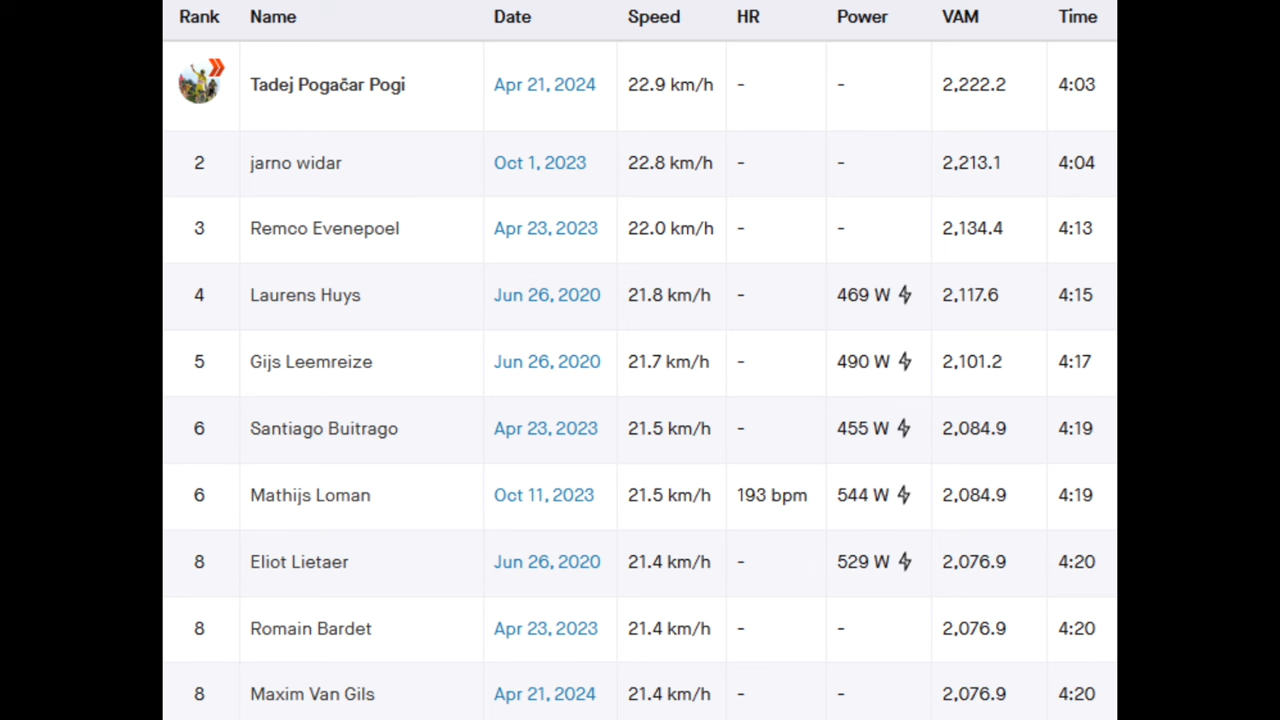 Rank Name Date Speed HR Power VAM Time
Tadej Pogačar Pogi Apr 21, 2024 22.9 km/h - - 2,222.2 4:03
2 jarno widar Oct 1, 2023 22.8 km/h - - 2,213.1 4:04
3 Remco Evenepoel Apr 23, 2023 22.0 km/h - - 2,134.4 4:13
4 Laurens Huys Jun 26, 2020 21.8 km/h - 469 W 2,117.6 4:15
5 Gijs Leemreize Jun 26, 2020 21.7 km/h - 490 W 2,101.2 4:17
6 Santiago Buitrago Apr 23, 2023 21.5 km/h - 455 W 2,084.9 4:19
6 Mathijs Loman Oct 11, 2023 21.5 km/h 193 bpm 544 W 2,084.9 4:19
8 Eliot Lietaer Jun 26, 2020 21.4 km/h - 529 W 2,076.9 4:20
8 Romain Bardet Apr 23, 2023 21.4 km/h - - 2,076.9 4:20
8 Maxim Van Gils Apr 21, 2024 21.4 km/h - - 2,076.9 4:20